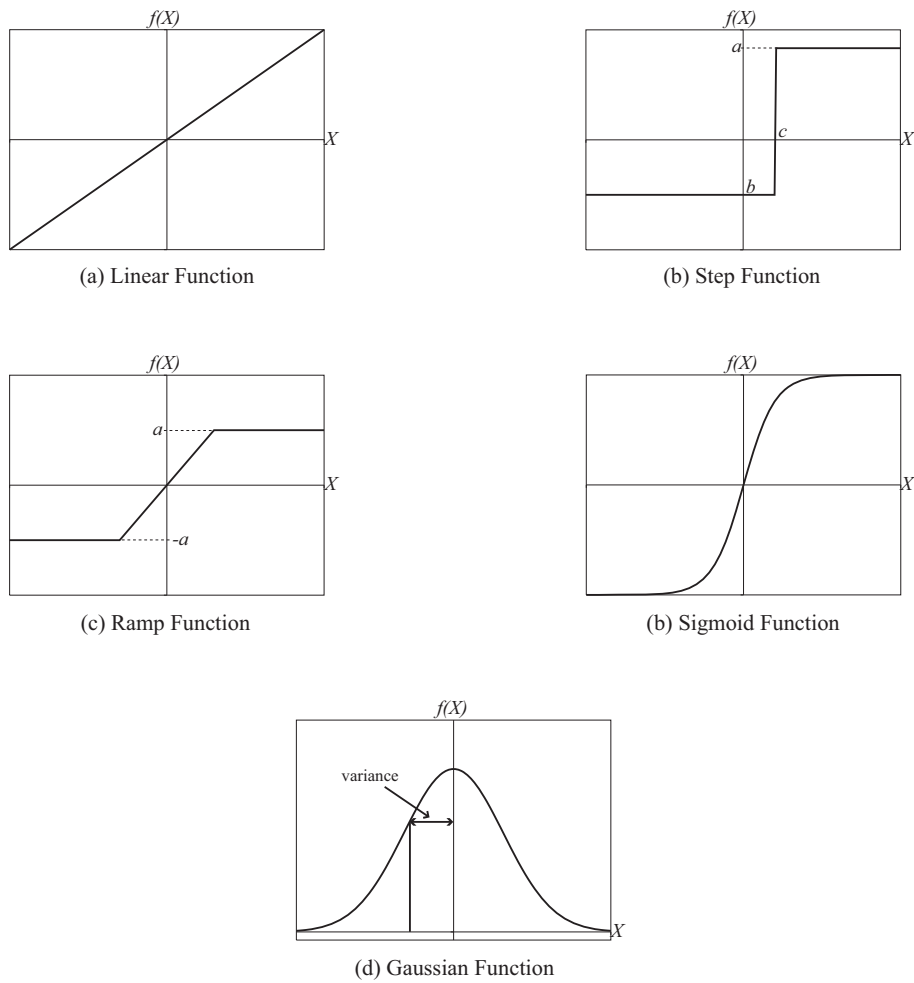 f(X)
X
(a) Linear Function
f(X)
a
c
X
b
(b) Step Function
f(X)
a
X
-a
(c) Ramp Function
f(X)
X
(b) Sigmoid Function
f(X)
variance
X
(d) Gaussian Function